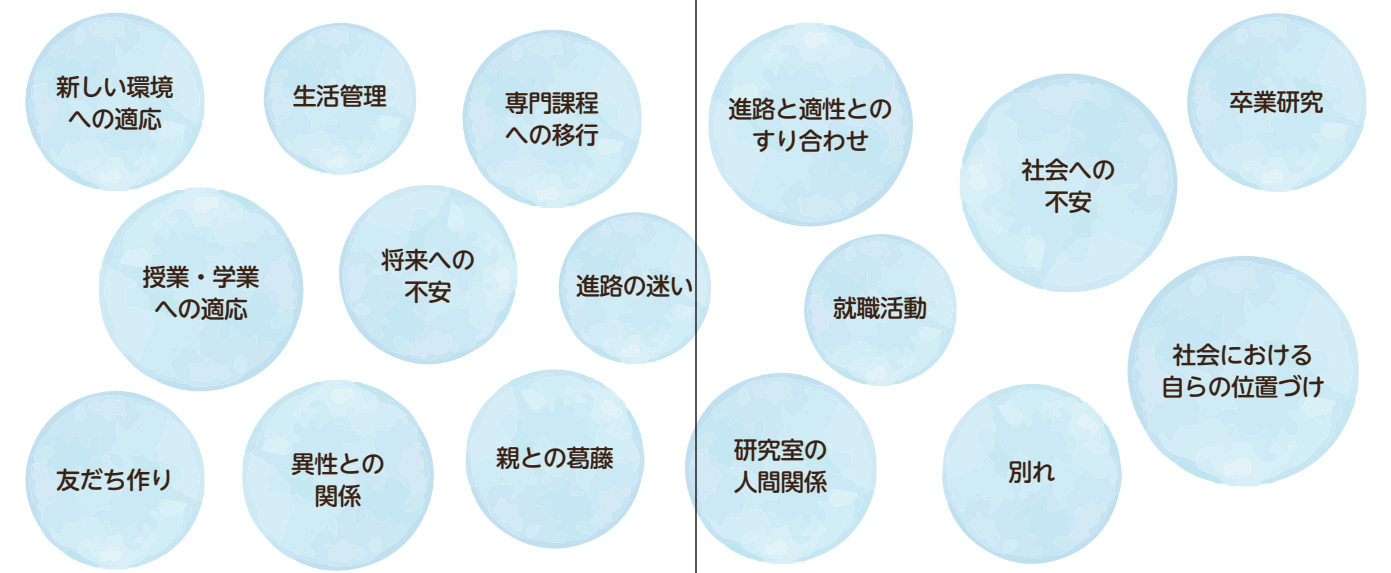 新しい環境
への適応
生活管理
専門課程
への移行
授業・学業
への適応
将来への
不安
進路の迷い
友だち作り
異性との
関係
親との葛藤
進路と適性との
すり合わせ
社会への
不安
卒業研究
就職活動
社会における
自らの位置づけ
研究室の
人間関係
別れ